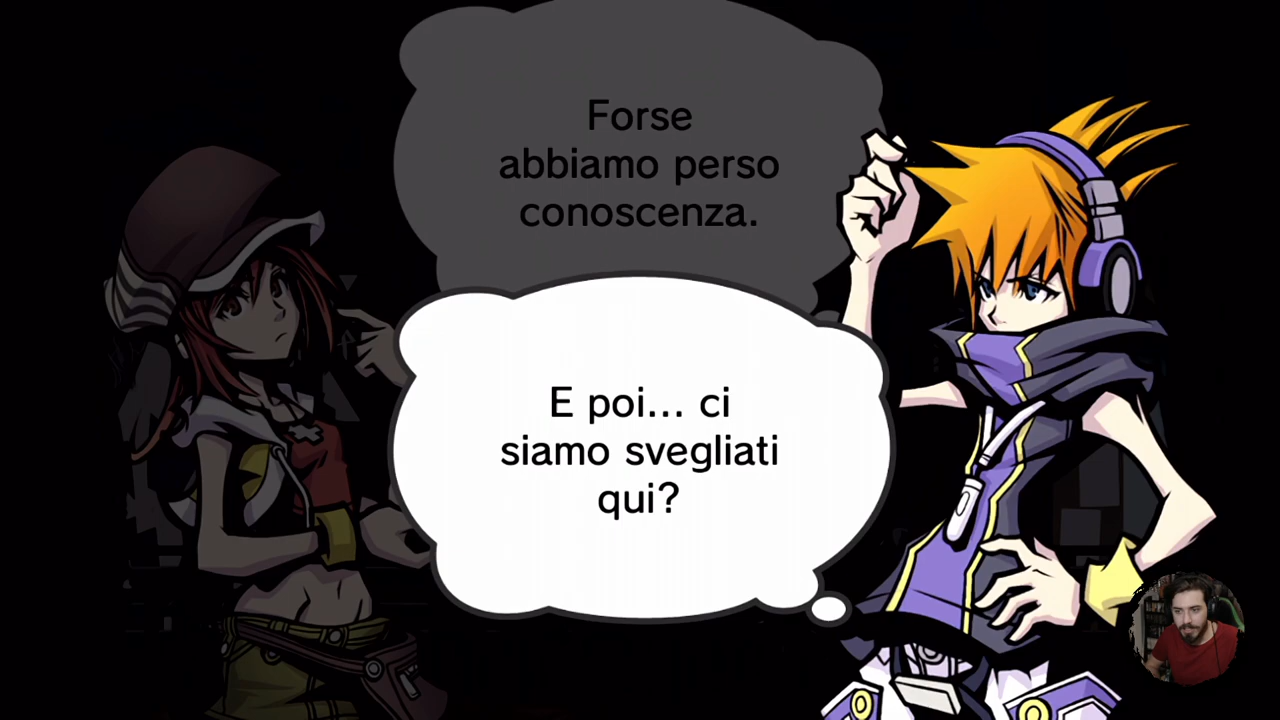 Forse
abbiamo perso
conoscenza.
E poi... ci
siamo svegliati
qui?